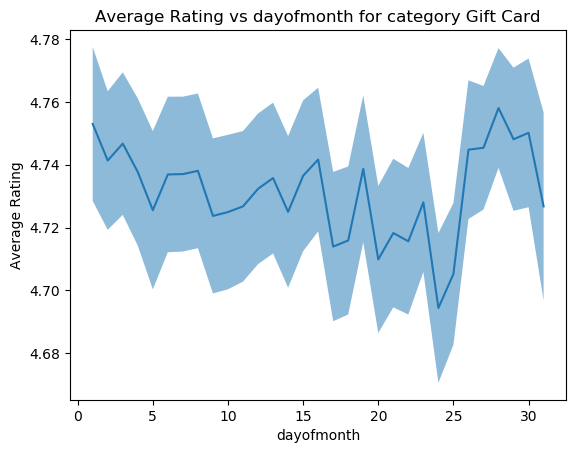 Average Rating vs dayofmonth for category Gift Card
4.78
4.76
4.74
4.72
4.70
4.68
Average Rating
0 5 10 15 20 25 30
dayofmonth